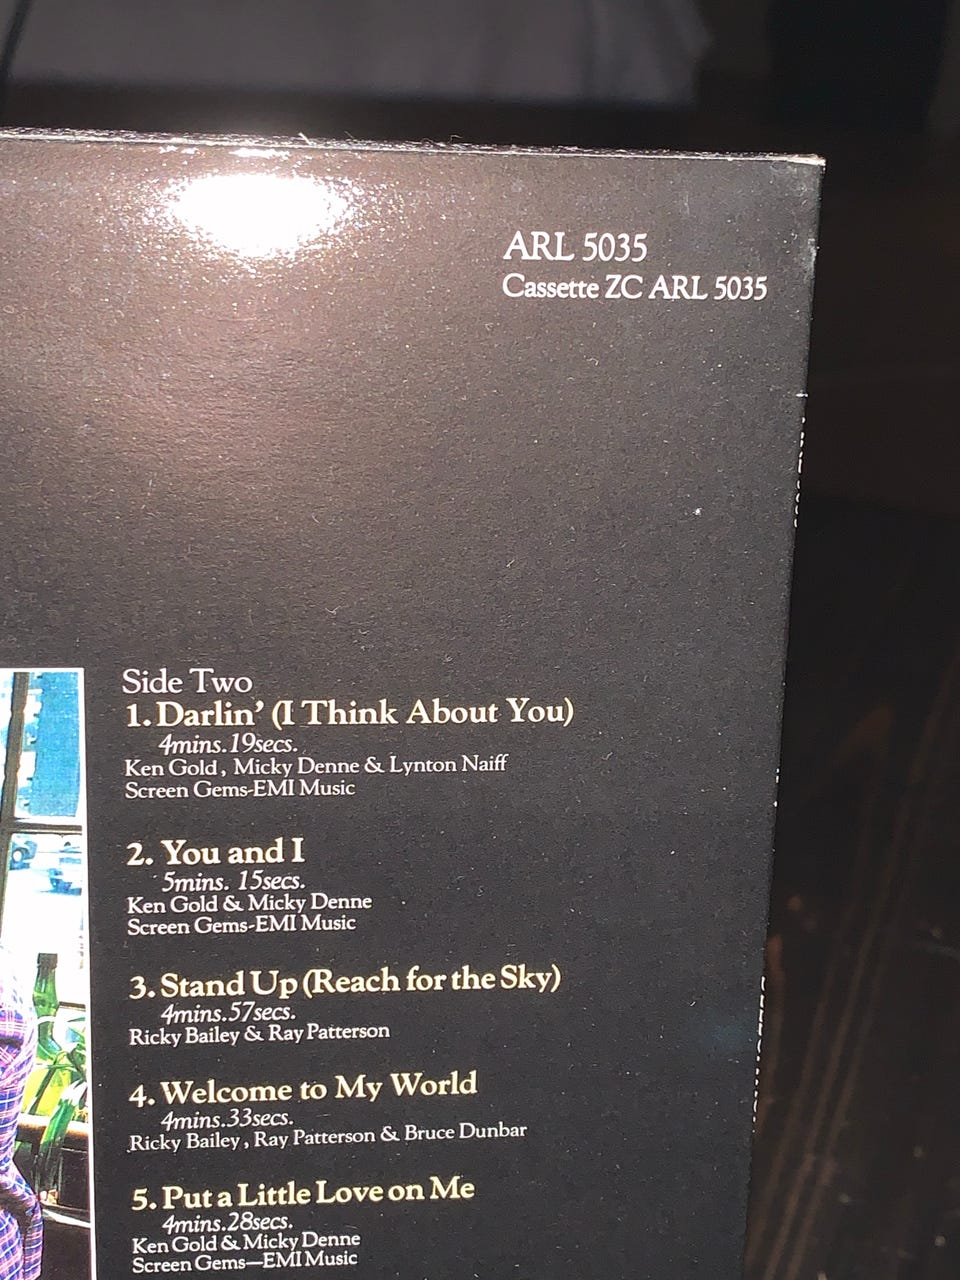 ARL 5035
Cassette ZC ARL 5035
Side Two
1. Darlin' (I Think About You)
4mins.19secs.
Ken Gold, Micky Denne & Lynton Naiff
Screen Gems-EMI Music
2. You and I
5mins. 15secs.
Ken Gold & Micky Denne
Screen Gems-EMI Music
3. Stand Up (Reach for the Sky)
4mins.57secs.
Ricky Bailey & Ray Patterson
4. Welcome to My World
4mins.33secs.
Ricky Bailey, Ray Patterson & Bruce Dunbar
5. Put a Little Love on Me
4mins.28secs.
Ken Gold & Micky Denne
Screen Gems—EMI Music